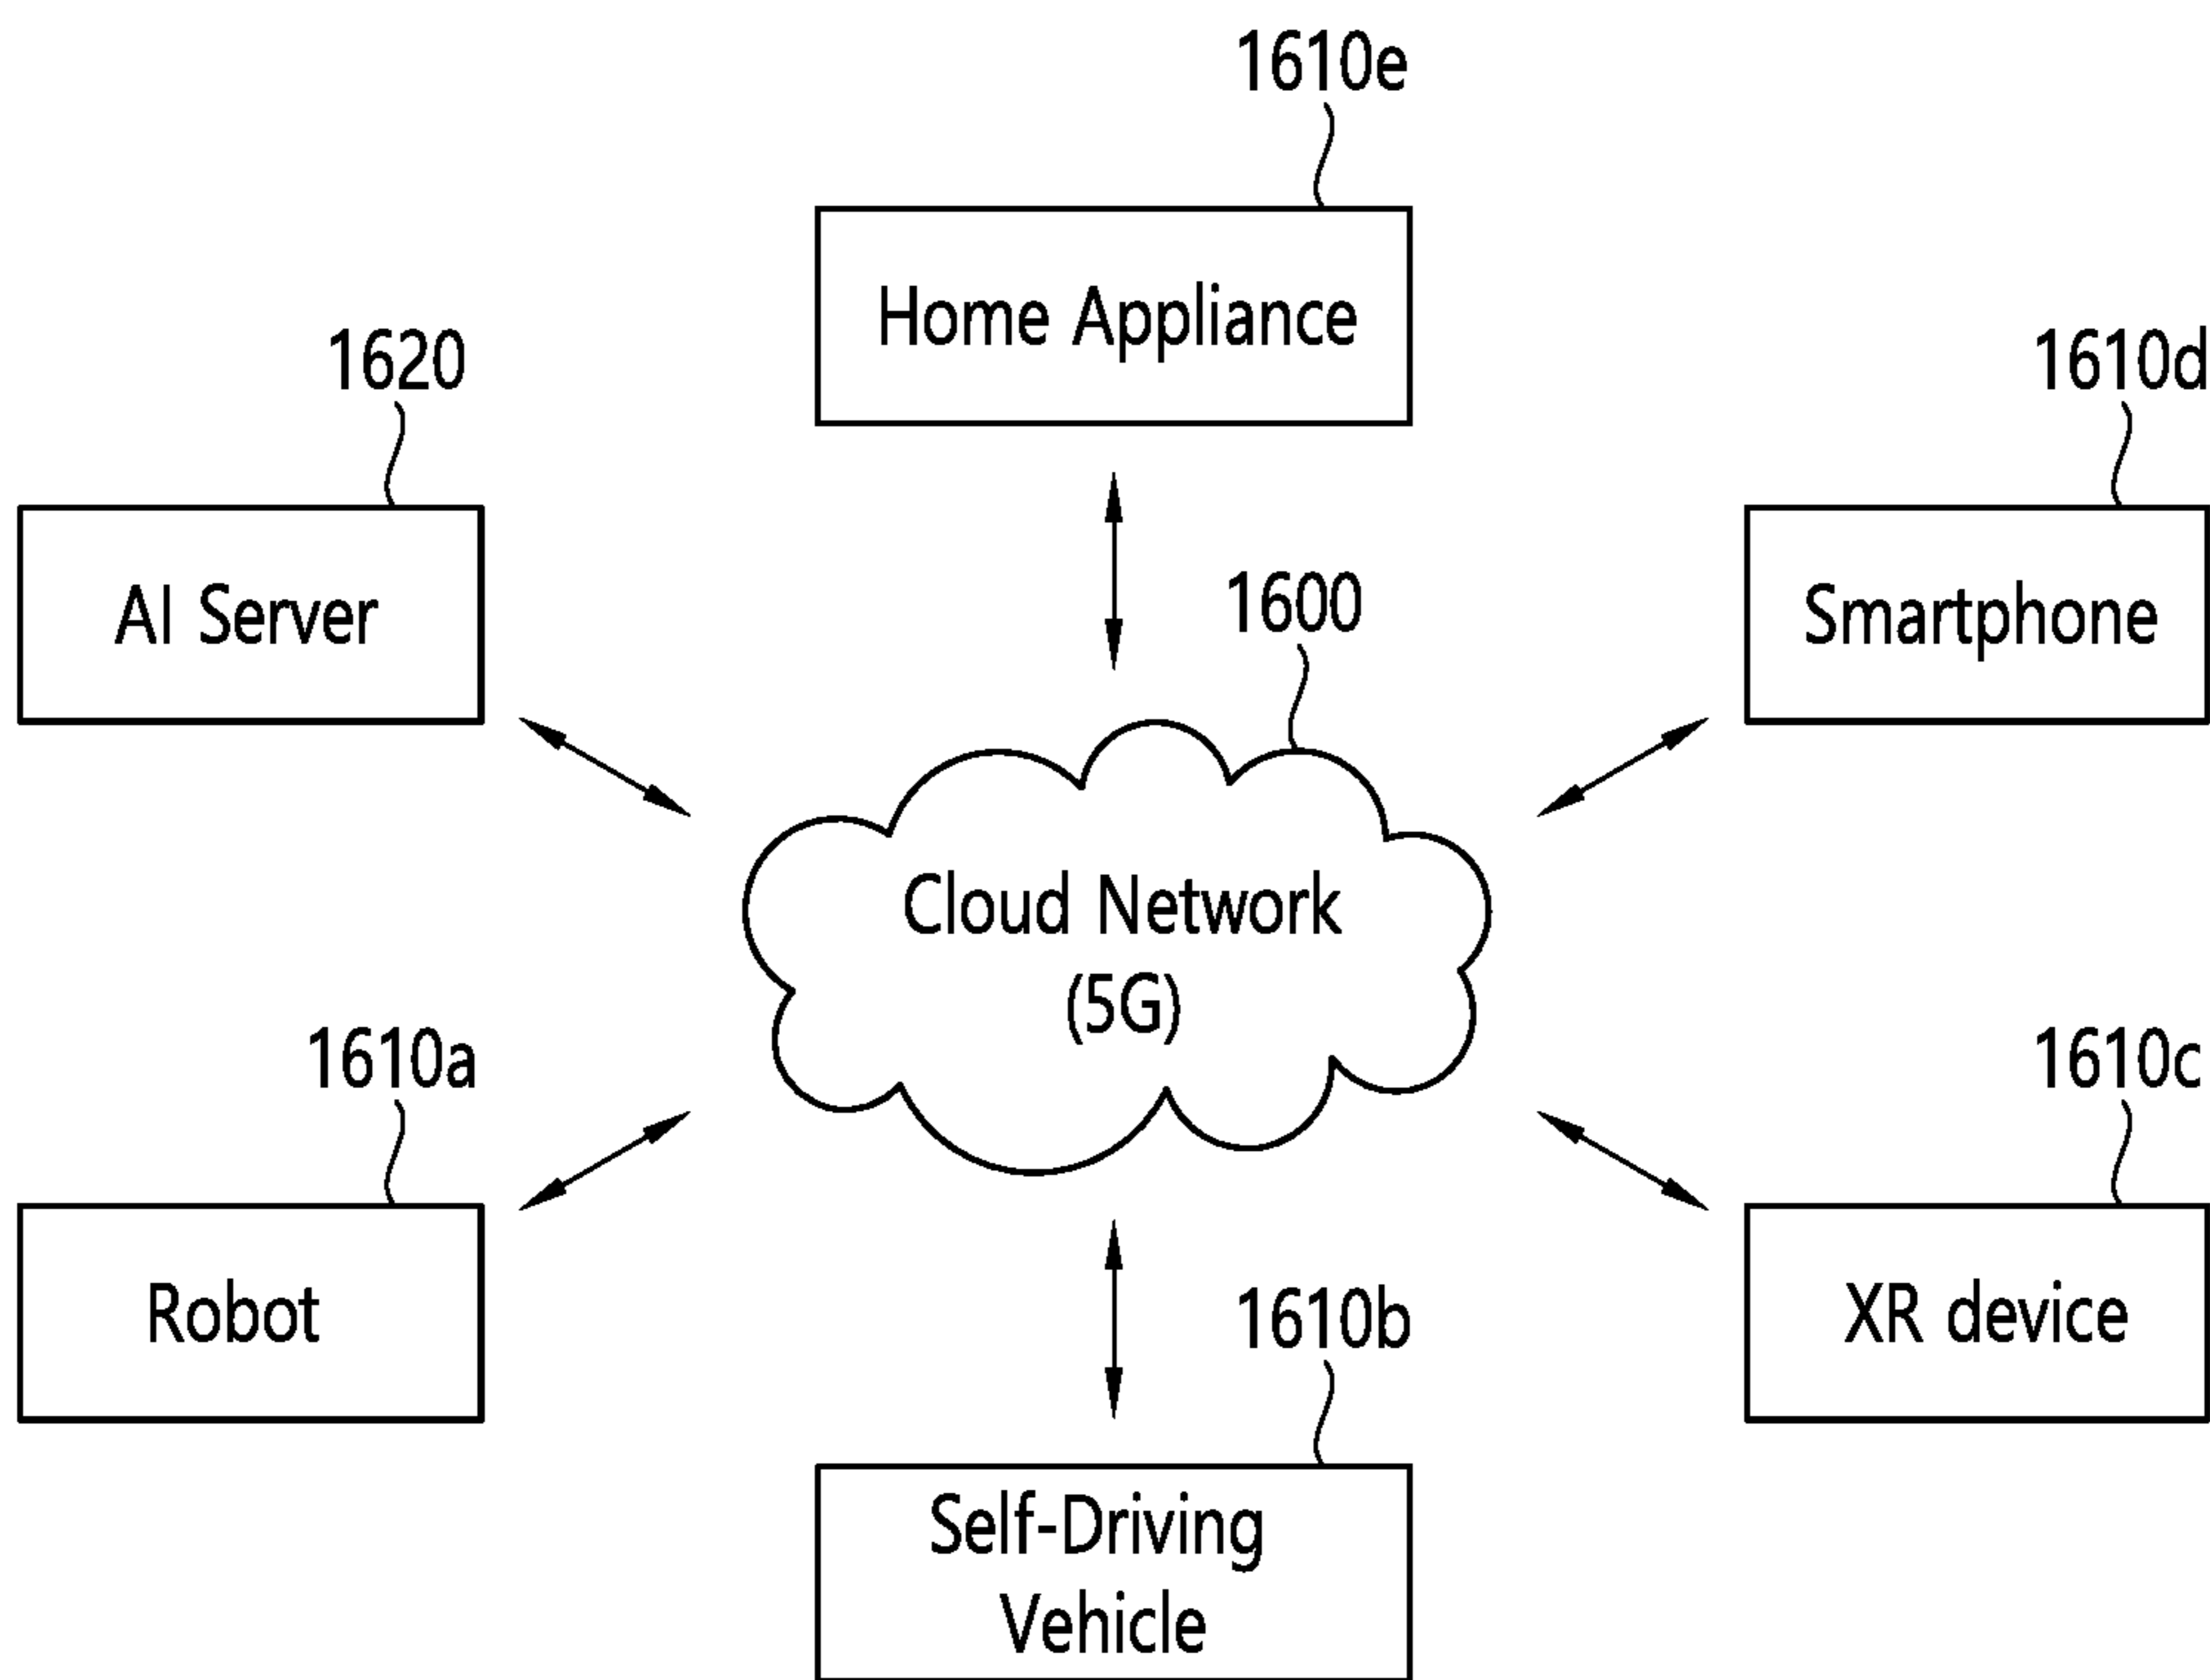 1610e
Home Appliance
1620
AI Server
1610d
Smartphone
1600
Cloud Network
(5G)
1610a
Robot
1610c
XR device
1610b
Self-Driving
Vehicle